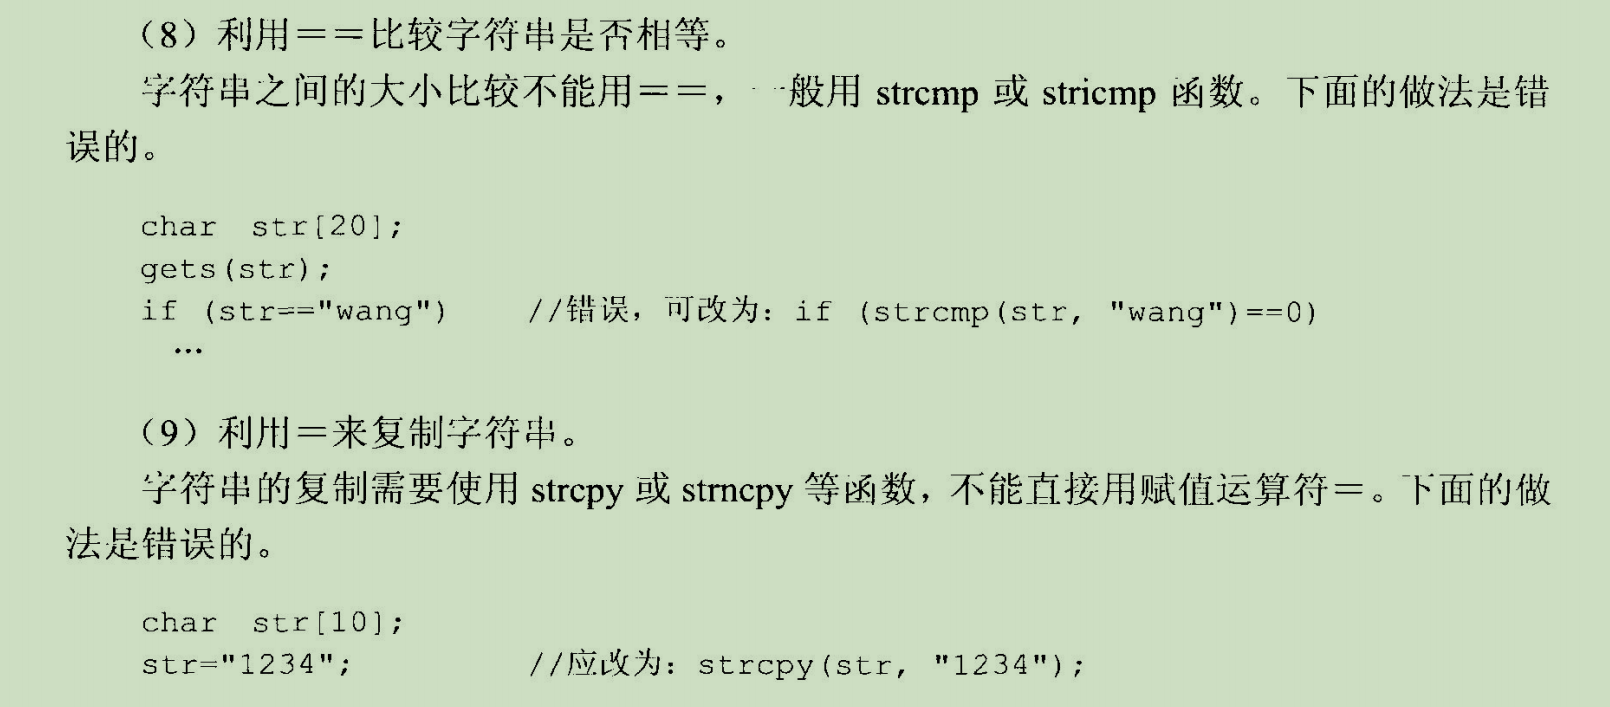 （8）利用＝＝比较字符串是否相等。
字符串之间的大小比较不能用＝＝，一般用 strcmp 或 stricmp 函数。下面的做法是错
误的。
char  str[20];
gets(str);
if (str=="wang")    //错误，可改为：if (strcmp(str, "wang")==0)
…
（9）利用＝来复制字符串。
字符串的复制需要使用 strcpy 或 strncpy 等函数，不能直接用赋值运算符＝。下面的做
法是错误的。
char  str[10];
str="1234";         //应改为：strcpy(str, "1234");